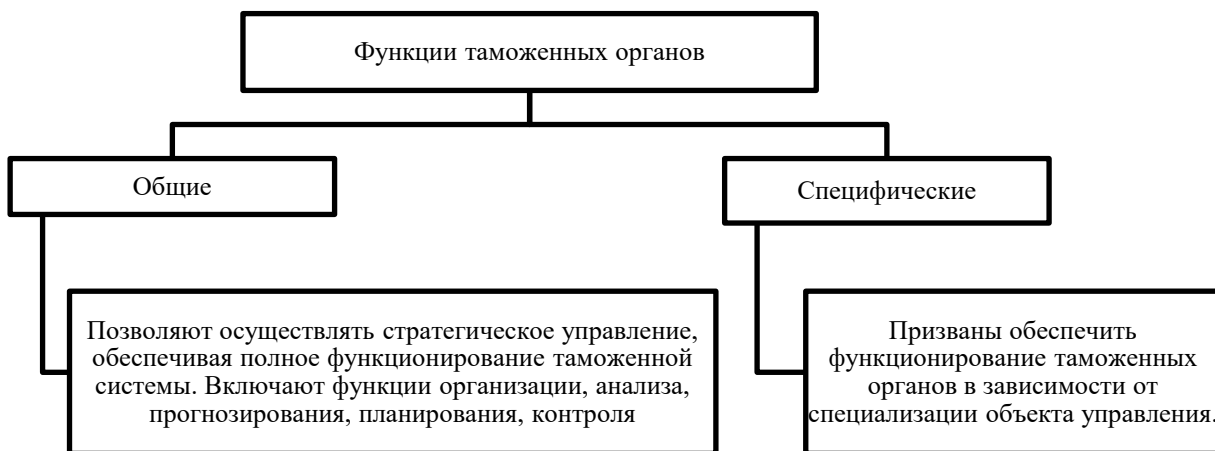 Функции таможенных органов
Общие
Специфические
Позволяют осуществлять стратегическое управление,
обеспечивая полное функционирование таможенной
системы. Включают функции организации, анализа,
прогнозирования, планирования, контроля
Призваны обеспечить
функционирование таможенных
органов в зависимости от
специализации объекта управления.